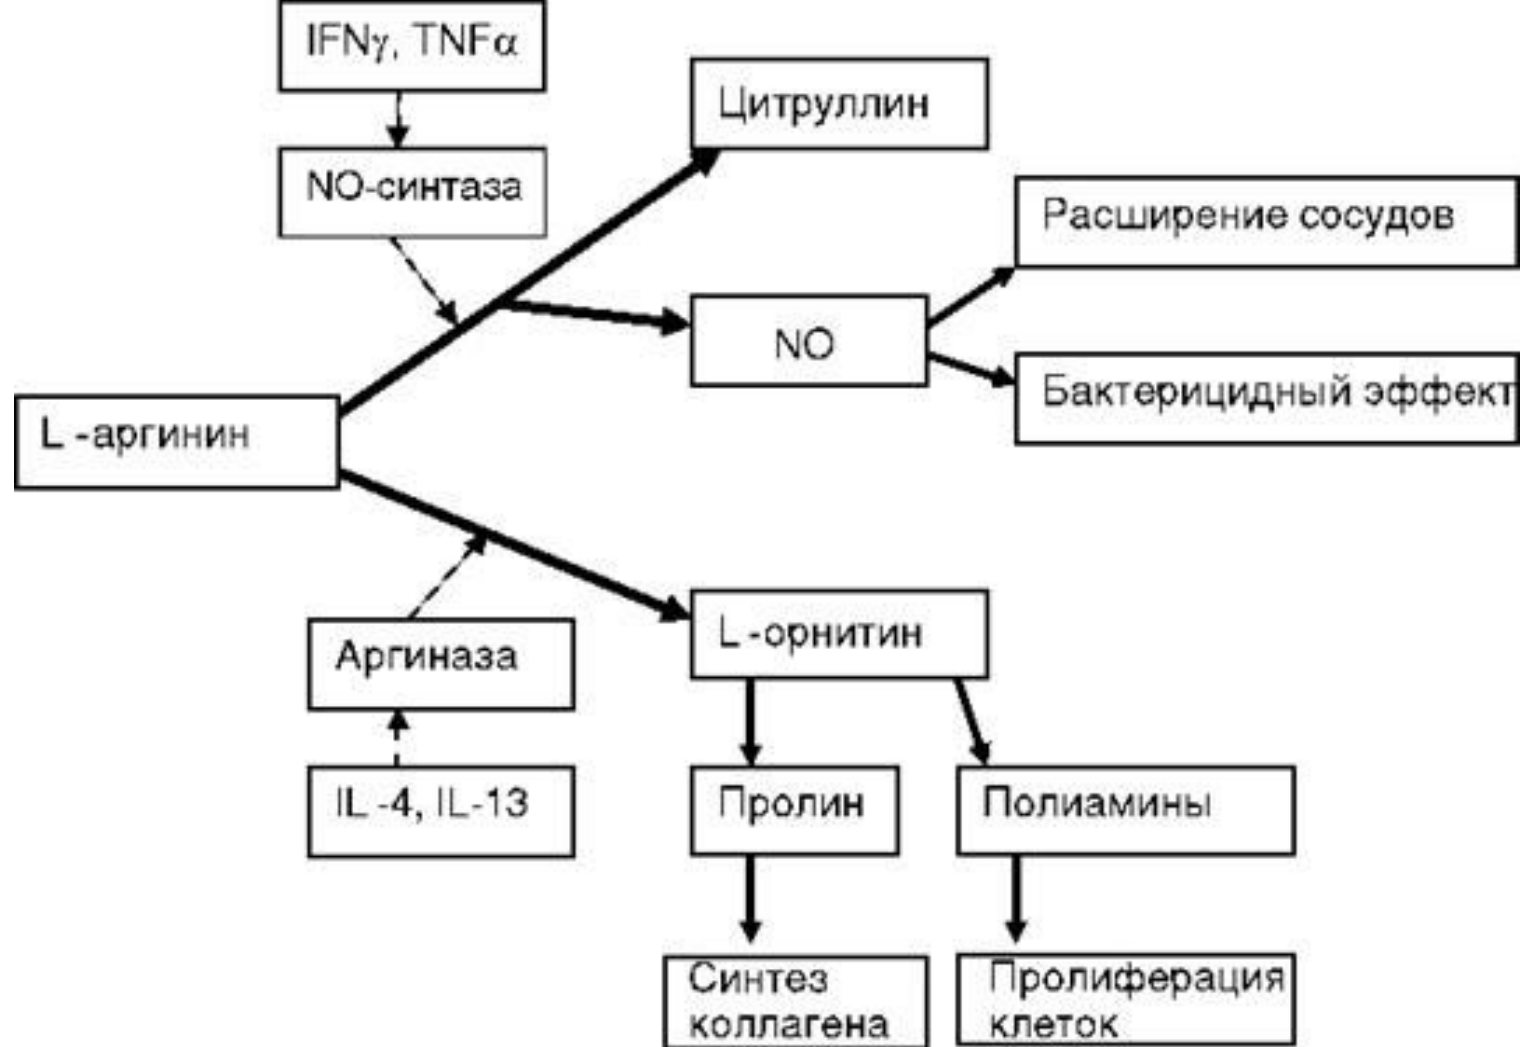 IFNγ, TNFα
Цитруллин
NO-синтаза
Расширение сосудов
NO
Бактерицидный эффект
L -аргинин
L -орнитин
Аргиназа
IL -4, IL-13
Пролин
Полиамины
Синтез
коллагена
Пролиферация
клеток